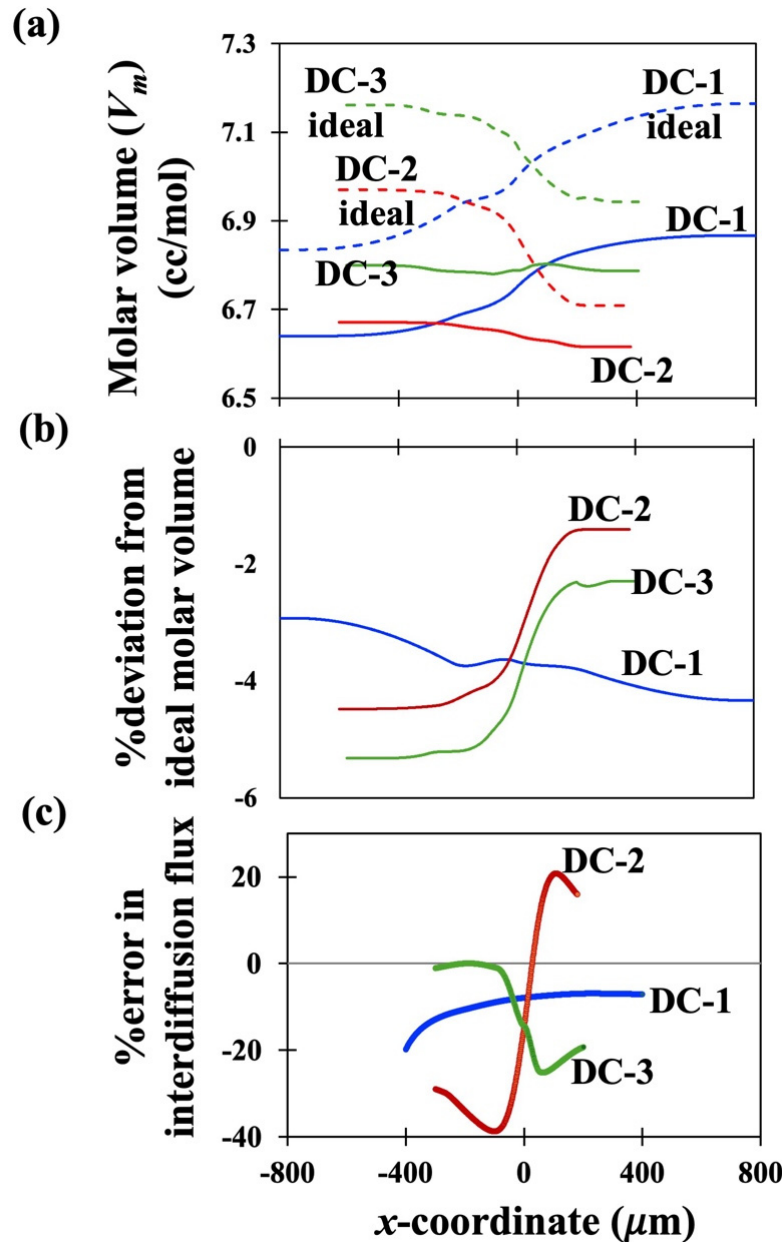 (a)
Molar volume (Vm)
(cc/mol)
7.3
7.1
6.9
6.7
6.5
DC-3
ideal
DC-1
ideal
DC-2
ideal
DC-1
DC-3
DC-2
(b)
%deviation from
ideal molar volume
0
-2
-4
-6
DC-2
DC-3
DC-1
(c)
%error in
interdiffusion flux
20
0
-20
-40
DC-2
DC-1
DC-3
-800
-400
0
400
800
x-coordinate (μm)